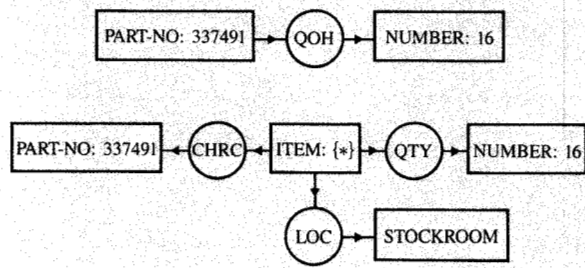 PART-NO: 337491 QOH NUMBER: 16
PART-NO: 337491 CHRC ITEM: {*} QTY NUMBER: 16
LOC STOCKROOM